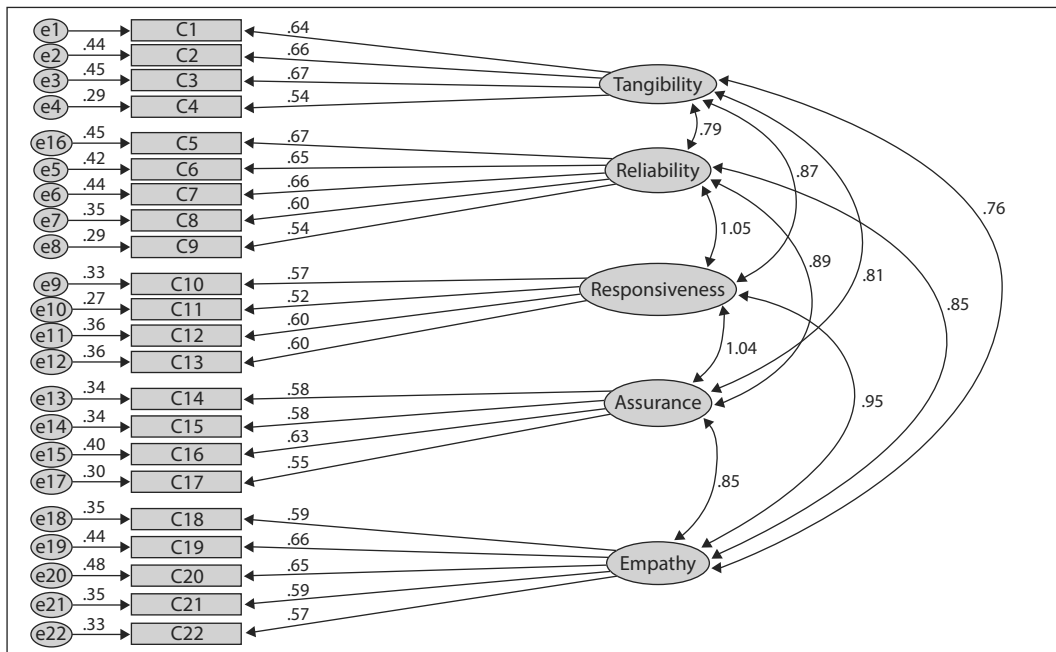 e1 C1 .64
.44 e2 C2 .66
.45 e3 C3 .67
.29 e4 C4 .54
Tangibility
.79
.45 e16 C5 .67
.42 e5 C6 .65
.44 e6 C7 .66
.35 e7 C8 .60
.29 e8 C9 .54
Reliability
.87
.76
1.05
.89
.81
.33 e9 C10 .57
.27 e10 C11 .52
.36 e11 C12 .60
.36 e12 C13 .60
Responsiveness
.85
1.04
.34 e13 C14 .58
.34 e14 C15 .58
.40 e15 C16 .63
.30 e17 C17 .55
Assurance
.95
.85
.35 e18 C18 .59
.44 e19 C19 .66
.48 e20 C20 .65
.35 e21 C21 .59
.33 e22 C22 .57
Empathy